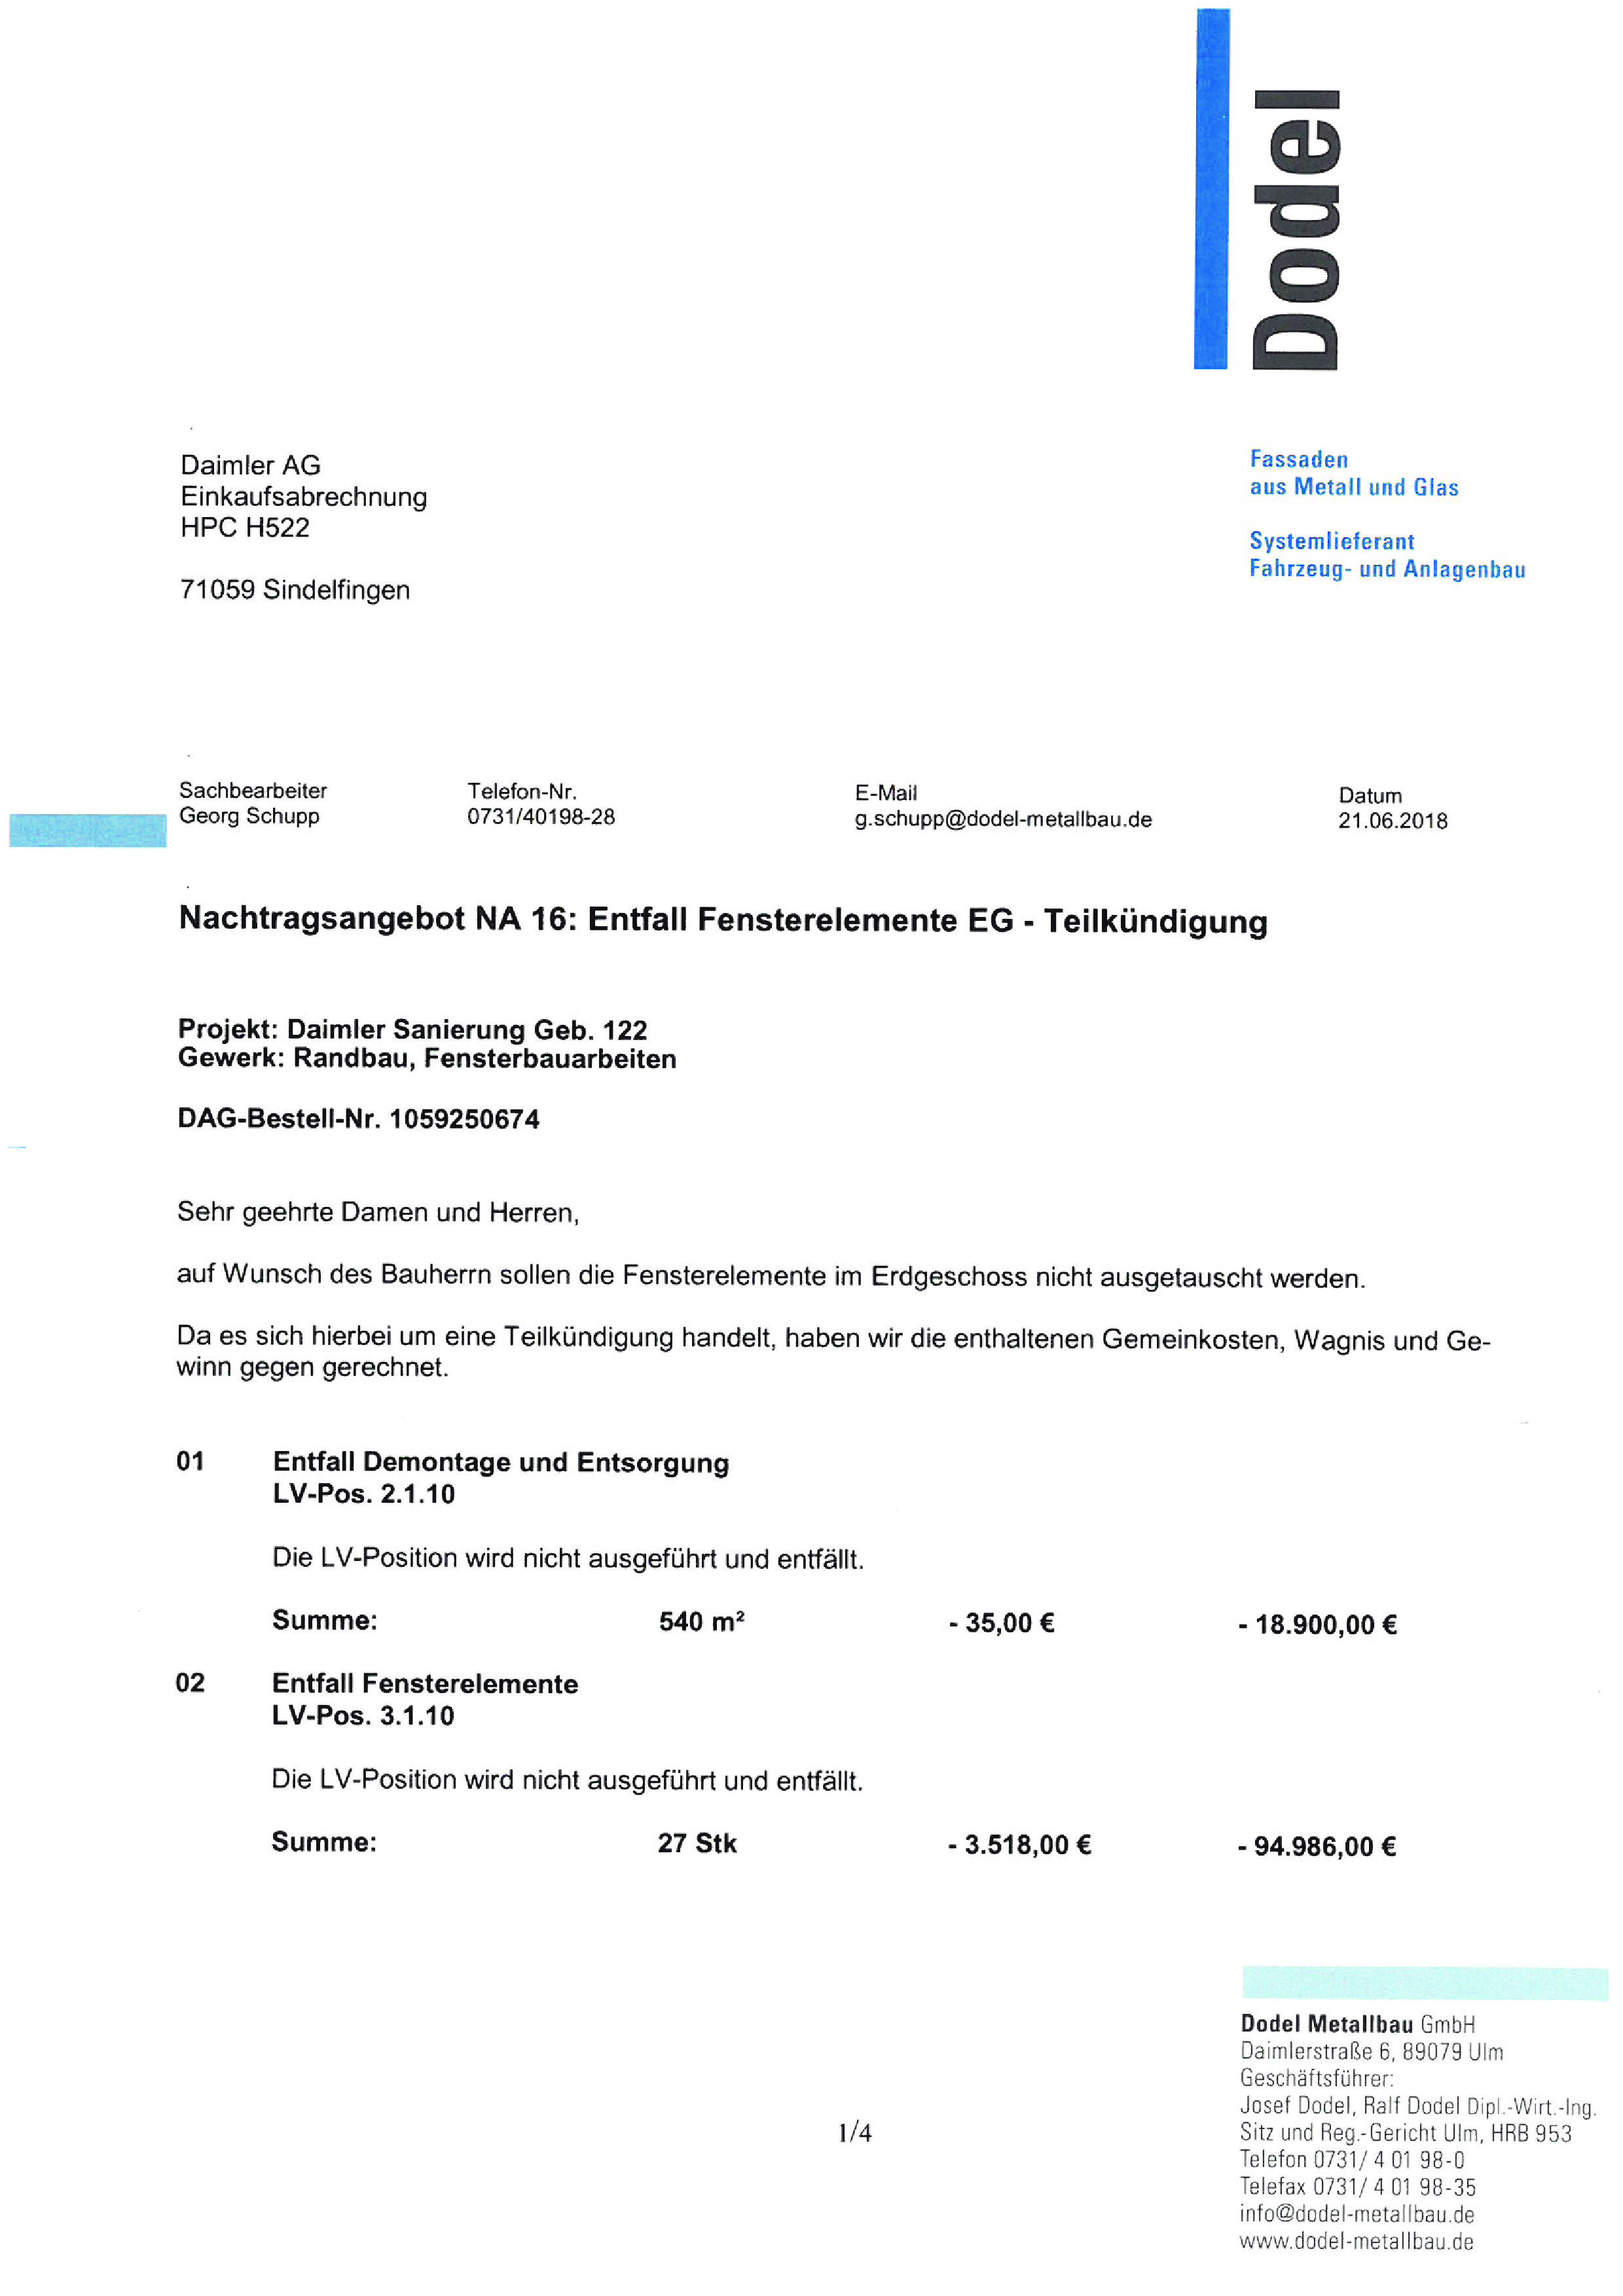 Dodel
Fassaden
aus Metall und Glas
Systemlieferant
Fahrzeug- und Anlagenbau
Daimler AG
Einkaufsabrechnung
HPC H522
71059 Sindelfingen
Sachbearbeiter Telefon-Nr. E-Mail Datum
Georg Schupp 0731/40198-28 g.schupp@dodel-metallbau.de 21.06.2018
Nachtragsangebot NA 16: Entfall Fensterelemente EG - Teilkündigung
Projekt: Daimler Sanierung Geb. 122
Gewerk: Randbau, Fensterbauarbeiten
DAG-Bestell-Nr. 1059250674
Sehr geehrte Damen und Herren,
auf Wunsch des Bauherrn sollen die Fensterelemente im Erdgeschoss nicht ausgetauscht werden.
Da es sich hierbei um eine Teilkündigung handelt, haben wir die enthaltenen Gemeinkosten, Wagnis und Ge-
winn gegen gerechnet.
01 Entfall Demontage und Entsorgung
LV-Pos. 2.1.10
Die LV-Position wird nicht ausgeführt und entfällt.
Summe: 540 m² - 35,00 € - 18.900,00 €
02 Entfall Fensterelemente
LV-Pos. 3.1.10
Die LV-Position wird nicht ausgeführt und entfällt.
Summe: 27 Stk - 3.518,00 € - 94.986,00 €
1/4
Dodel Metallbau GmbH
Daimlerstraße 6, 89079 Ulm
Geschäftsführer:
Josef Dodel, Ralf Dodel Dipl.-Wirt.-Ing.
Sitz und Reg.-Gericht Ulm, HRB 953
Telefon 0731/ 4 01 98-0
Telefax 0731/ 4 01 98-35
info@dodel-metallbau.de
www.dodel-metallbau.de